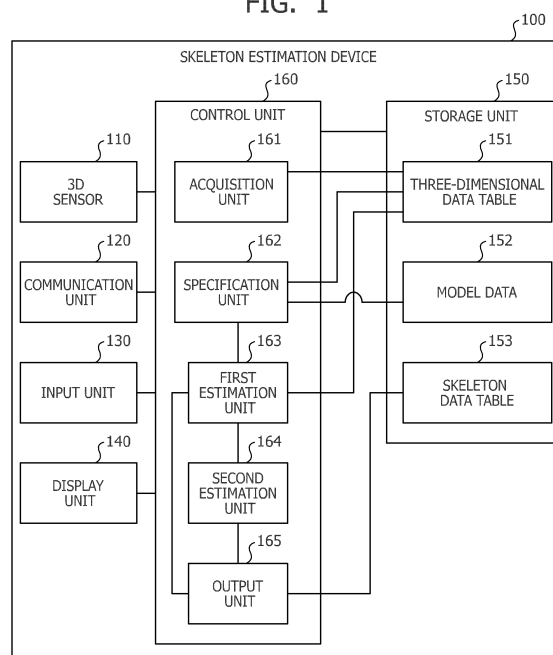 FIG. 1
100
SKELETON ESTIMATION DEVICE
160
CONTROL UNIT
150
STORAGE UNIT
110
3D
SENSOR
161
ACQUISITION
UNIT
151
THREE-DIMENSIONAL
DATA TABLE
120
COMMUNICATION
UNIT
162
SPECIFICATION
UNIT
152
MODEL DATA
130
INPUT UNIT
163
FIRST
ESTIMATION
UNIT
153
SKELETON
DATA TABLE
140
DISPLAY
UNIT
164
SECOND
ESTIMATION
UNIT
165
OUTPUT
UNIT